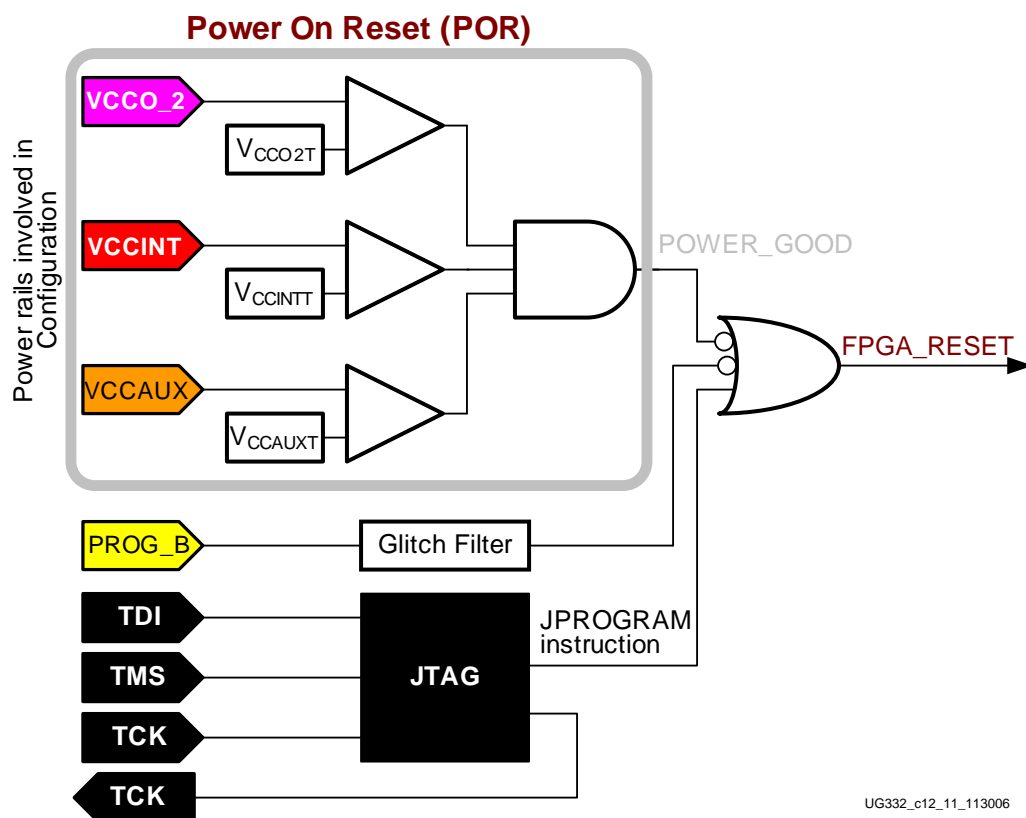 Power On Reset (POR)
Power rails involved in
Configuration
VCCO_2
VCCO2T
VCCINT
VCCINTT
POWER_GOOD
FPGA_RESET
VCCAUX
VCCAUXT
PROG_B
Glitch Filter
TDI
JPROGRAM
instruction
TMS
JTAG
TCK
TCK
UG332_c12_11_113006